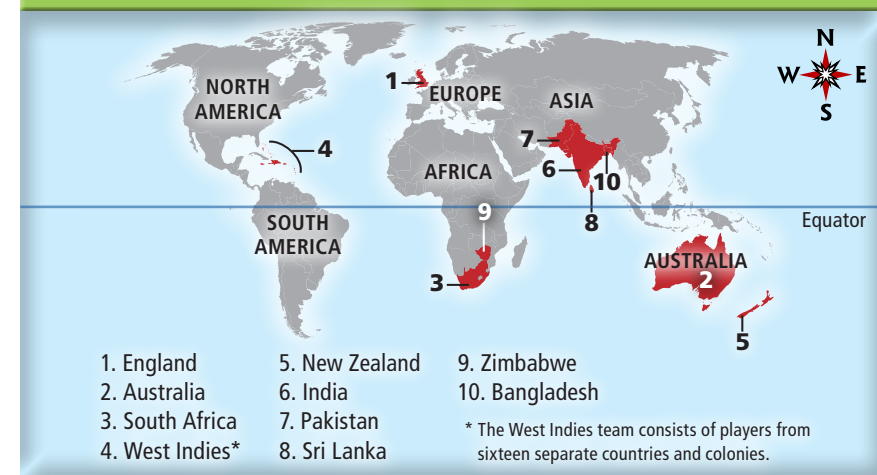 N
W E
S
NORTH
AMERICA
1
EUROPE
ASIA
4
7
AFRICA
6
10
9
8
SOUTH
AMERICA
Equator
AUSTRALIA
2
3
5
1. England
2. Australia
3. South Africa
4. West Indies*
5. New Zealand
6. India
7. Pakistan
8. Sri Lanka
9. Zimbabwe
10. Bangladesh
* The West Indies team consists of players from
sixteen separate countries and colonies.